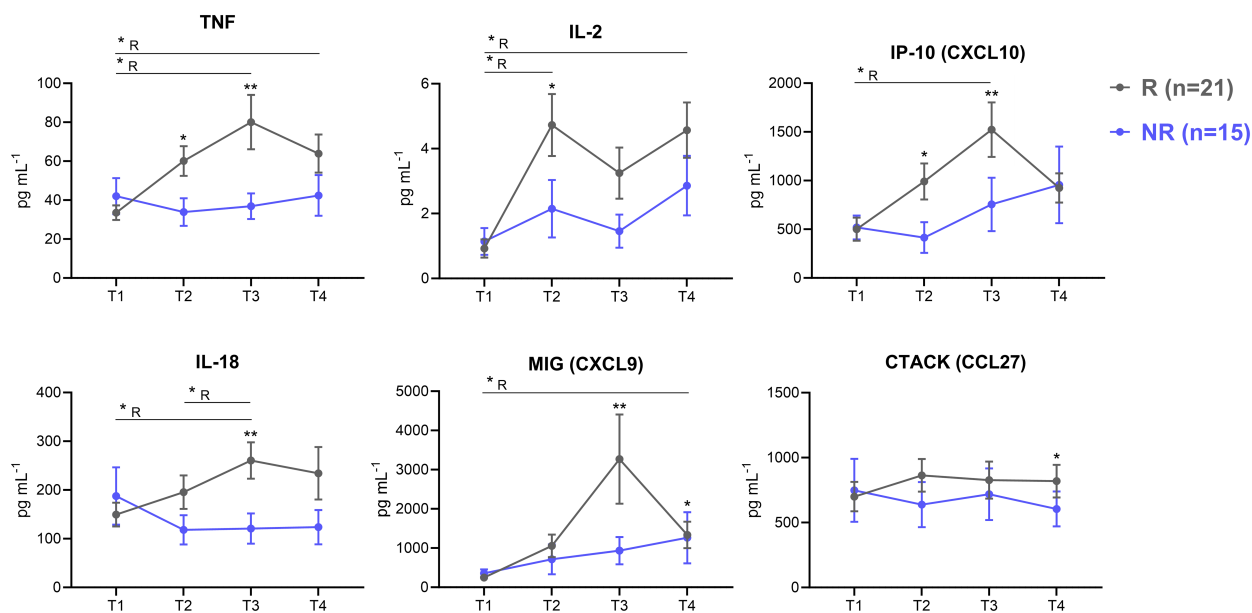 TNF
* R
* R
pg mL-1
100
80
60
40
20
0
*
**
T1 T2 T3 T4
IL-2
* R
* R
pg mL-1
6
4
2
0
*
T1 T2 T3 T4
IP-10 (CXCL10)
* R
pg mL-1
2000
1500
1000
500
0
*
**
T1 T2 T3 T4
R (n=21)
NR (n=15)
IL-18
* R
* R
pg mL-1
400
300
200
100
0
**
T1 T2 T3 T4
MIG (CXCL9)
* R
pg mL-1
5000
4000
3000
2000
1000
0
**
*
T1 T2 T3 T4
CTACK (CCL27)
pg mL-1
1500
1000
500
0
*
T1 T2 T3 T4